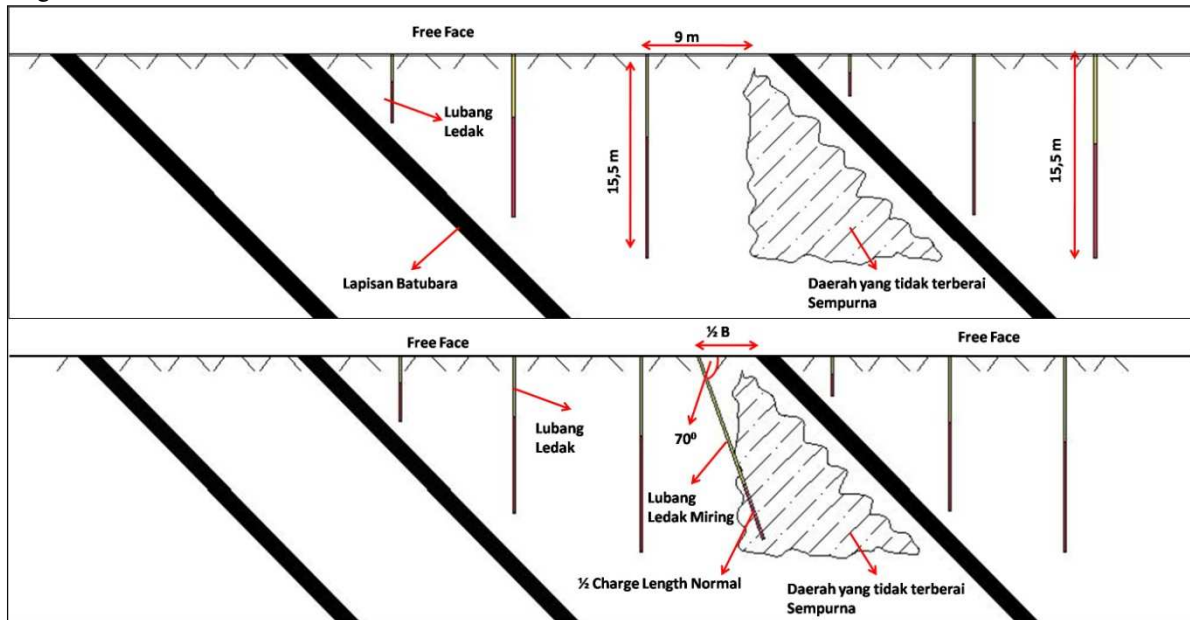 Free Face
9 m
Lubang
Ledak
15,5 m
15,5 m
Lapisan Batubara
Daerah yang tidak terberai
Sempurna
Free Face
½ B
Free Face
Lubang
Ledak
70⁰
Lubang
Ledak Miring
½ Charge Length Normal
Daerah yang tidak terberai
Sempurna